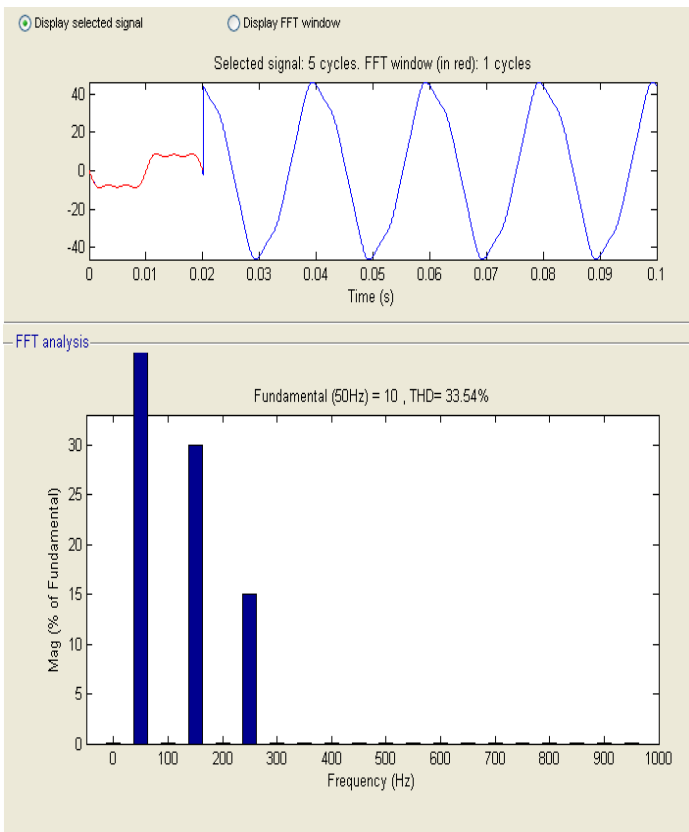 Display selected signal
Display FFT window
Selected signal: 5 cycles. FFT window (in red): 1 cycles
40
20
0
-20
-40
0 0.01 0.02 0.03 0.04 0.05 0.06 0.07 0.08 0.09 0.1
Time (s)
FFT analysis
Fundamental (50Hz) = 10 , THD= 33.54%
Mag (% of Fundamental)
30
25
20
15
10
5
0
0 100 200 300 400 500 600 700 800 900 1000
Frequency (Hz)